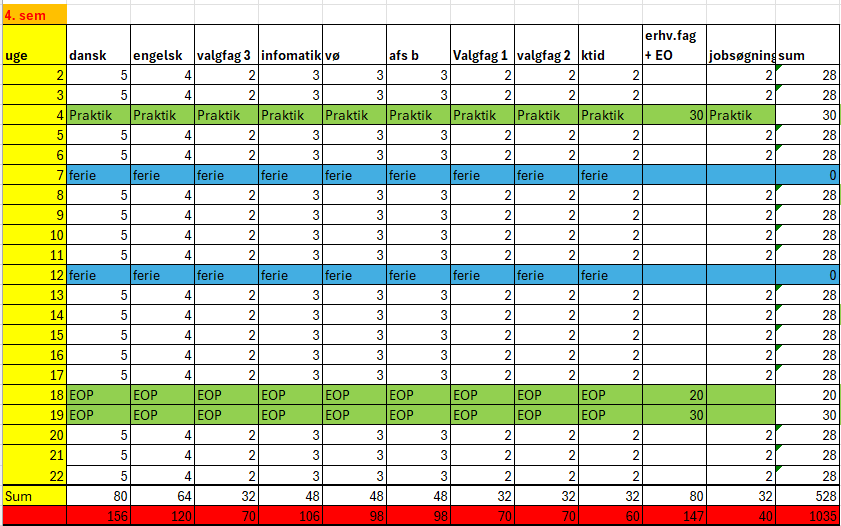 4. sem
uge dansk engelsk valgfag 3 infomatik vø afs b Valgfag 1 valgfag 2 ktid erhv.fag + EO jobsøgning sum
2 5 4 2 3 3 3 2 2 2 2 28
3 5 4 2 3 3 3 2 2 2 2 28
4 Praktik Praktik Praktik Praktik Praktik Praktik Praktik Praktik Praktik 30 Praktik 30
5 5 4 2 3 3 3 2 2 2 2 28
6 5 4 2 3 3 3 2 2 2 2 28
7 ferie ferie ferie ferie ferie ferie ferie ferie ferie 0
8 5 4 2 3 3 3 2 2 2 2 28
9 5 4 2 3 3 3 2 2 2 2 28
10 5 4 2 3 3 3 2 2 2 2 28
11 5 4 2 3 3 3 2 2 2 2 28
12 ferie ferie ferie ferie ferie ferie ferie ferie ferie 0
13 5 4 2 3 3 3 2 2 2 2 28
14 5 4 2 3 3 3 2 2 2 2 28
15 5 4 2 3 3 3 2 2 2 2 28
16 5 4 2 3 3 3 2 2 2 2 28
17 5 4 2 3 3 3 2 2 2 2 28
18 EOP EOP EOP EOP EOP EOP EOP EOP EOP 20 20
19 EOP EOP EOP EOP EOP EOP EOP EOP EOP 30 30
20 5 4 2 3 3 3 2 2 2 2 28
21 5 4 2 3 3 3 2 2 2 2 28
22 5 4 2 3 3 3 2 2 2 2 28
Sum 80 64 32 48 48 48 32 32 32 80 32 528
156 120 70 106 98 98 70 70 60 147 40 1035